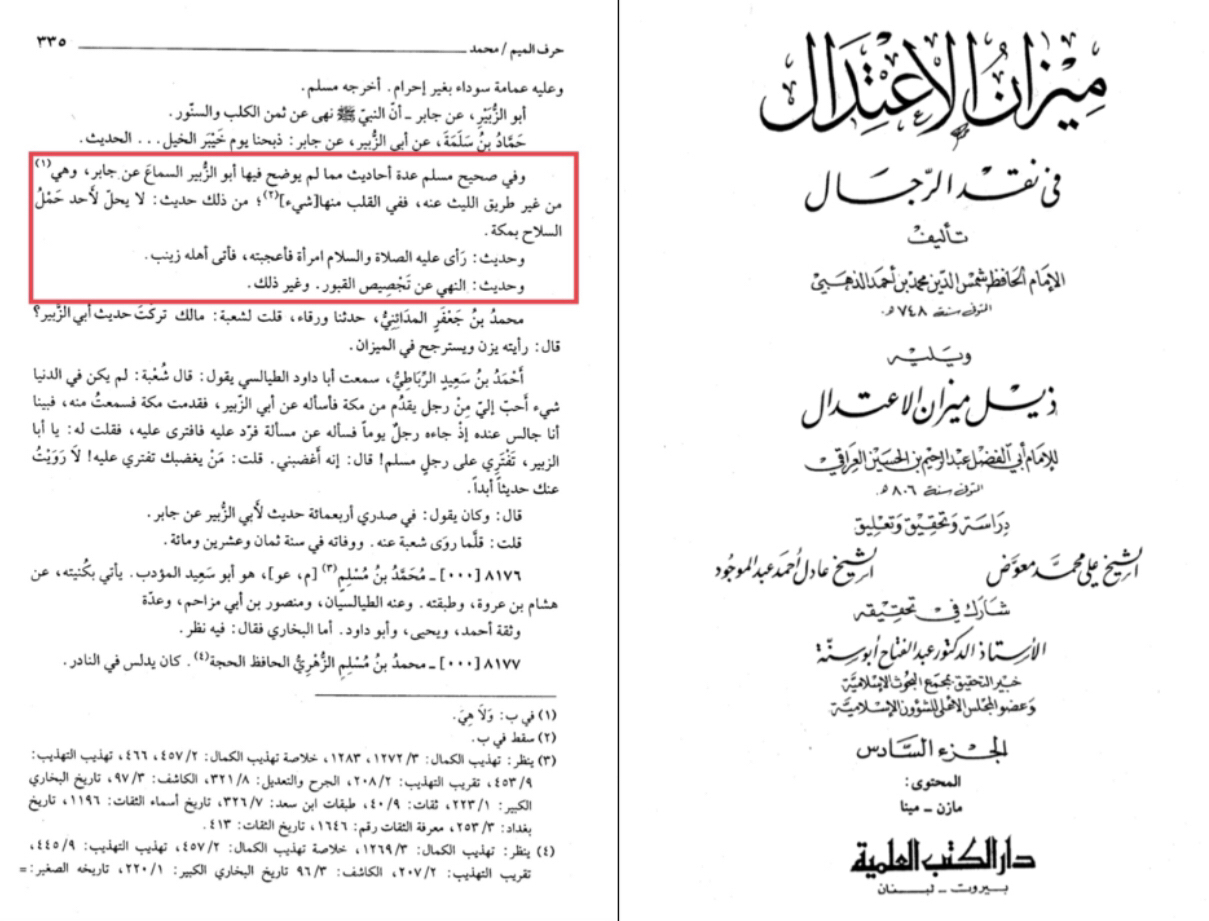 ميزان الاعتدال
في نقد الرجال
تأليف
الإمام الحافظ شمس الدين محمد بن أحمد الذهبي
المتوفى سنة ٧٤٨ هـ.
ويليه
ذيل ميزان الاعتدال
للإمام أبي الفضل عبد الرحيم بن الحسين العراقي
المتوفى سنة ٨٠٦ هـ.
دراسة وتحقيق وتعليق
الشيخ علي محمد معوض الشيخ عادل أحمد عبد الموجود
شارك في تحقيقه
الأستاذ الدكتور عبد الفتاح أبو سنة
خبير التحقيق بمجمع البحوث الإسلامية
وعضو المجلس الأعلى للشؤون الإسلامية
الجزء السادس
المحتوى:
مازن - مينا
دار الكتب العلمية
بيروت - لبنان
حرف الميم / محمد ٣٣٥
وعليه عمامة سوداء بغير إحرام. أخرجه مسلم.
أبو الزُّبَيْرِ، عن جابر - أنّ النبيّ ﷺ نهى عن ثمن الكلب والسنّور.
حَمَّادُ بنُ سَلَمَةَ، عن أبي الزُّبير، عن جابر: ذبحنا يوم خَيْبَر الخيل... الحديث.
وفي صحيح مسلم عدة أحاديث مما لم يوضح فيها أبو الزُّبير السماعَ عن جابر، وهي(١)
من غير طريق الليث عنه، ففي القلب منها[شيء](٢)؛ من ذلك حديث: لا يحلّ لأحد حَمْلُ
السلاح بمكة.
وحديث: رَأى عليه الصلاة والسلام امرأة فأعجبته، فأتى أهله زينب.
وحديث: النهي عن تَجْصِيص القبور. وغير ذلك.
محمدُ بنُ جَعْفَرٍ المدَائِنِيُّ، حدثنا ورقاء، قلت لشعبة: مالك تركتَ حديث أبي الزُّبير؟
قال: رأيته يزن ويسترجح في الميزان.
أَحْمَدُ بنُ سَعِيدٍ الرِّبَاطِيُّ، سمعت أبا داود الطيالسي يقول: قال شُعْبة: لم يكن في الدنيا
شيء أحبّ إليّ مِنْ رجل يقدُم من مكة فأسأله عن أبي الزّبير، فقدمت مكة فسمعتُ منه، فبينا
أنا جالس عنده إذْ جاءه رجلٌ يوماً فسأله عن مسألة فرّد عليه فافترى عليه، فقلت له: يا أبا
الزبير، تَفْتَرِي على رجلٍ مسلم! قال: إنه أغضبني. قلت: مَنْ يغضبك تفتري عليه! لاَ رَوَيْتُ
عنك حديثاً أبداً.
قال: وكان يقول: في صدري أربعمائة حديث لأبي الزُّبير عن جابر.
قلت: قلَّما روَى شعبة عنه. ووفاته في سنة ثمان وعشرين ومائة.
٨١٧٦ [٠٠٠] - مُحَمَّدُ بنُ مُسْلِمٍ(٣) [م، عو]، هو أبو سَعِيد المؤدب. يأتي بكُنيته، عن
هشام بن عروة، وطبقته. وعنه الطيالسيان، ومنصور بن أبي مزاحم، وعدّة
وثقة أحمد، ويحيى، وأبو داود. أما البخاري فقال: فيه نظر.
٨١٧٧ [٠٠٠] - محمدُ بنُ مُسْلِمٍ الزُّهْرِيُّ الحافظ الحجة(٤). كان يدلس في النادر.
(١) في ب: وَلاَ هِيَ.
(٢) سقط في ب.
(٣) ينظر: تهذيب الكمال: ١٢٧٢/٣، ١٢٨٣، خلاصة تهذيب الكمال: ٤٥٧/٢، ٤٦٦، تهذيب التهذيب:
٤٥٣/٩، تقريب التهذيب: ٢٠٨/٢، الجرح والتعديل: ٣٢١/٨، الكاشف: ٩٧/٣، تاريخ البخاري
الكبير: ٢٢٣/١، ثقات: ٤٠/٩، طبقات ابن سعد: ٣٢٦/٧، تاريخ أسماء الثقات: ١١٩٦، تاريخ
بغداد: ٢٥٣/٣، معرفة الثقات رقم: ١٦٤٦، تاريخ الثقات: ٤١٣.
(٤) ينظر: تهذيب الكمال: ١٢٦٩/٣، خلاصة تهذيب الكمال: ٤٥٧/٢، تهذيب التهذيب: ٤٤٥/٩،
تقريب التهذيب: ٢٠٧/٢، الكاشف: ٩٦/٣ تاريخ البخاري الكبير: ٢٢٠/١، تاريخه الصغير: =